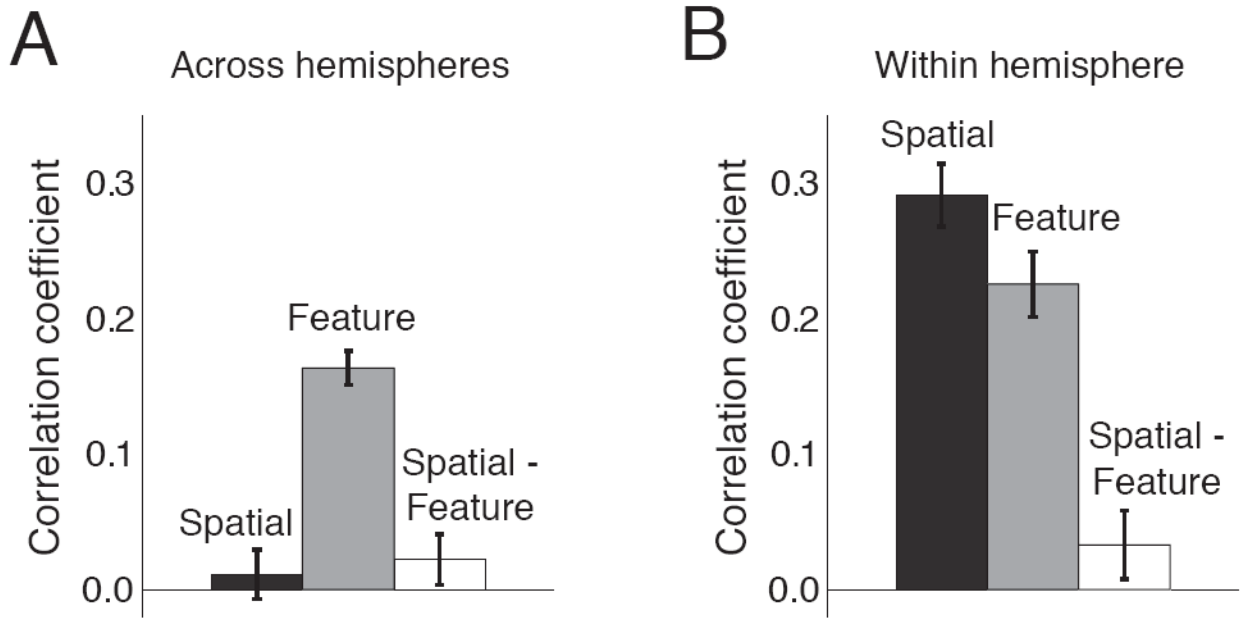 A
Across hemispheres
Correlation coefficient
0.3
0.2
0.1
0.0
Spatial
Feature
Spatial -
Feature
B
Within hemisphere
Correlation coefficient
0.3
0.2
0.1
0.0
Spatial
Feature
Spatial -
Feature